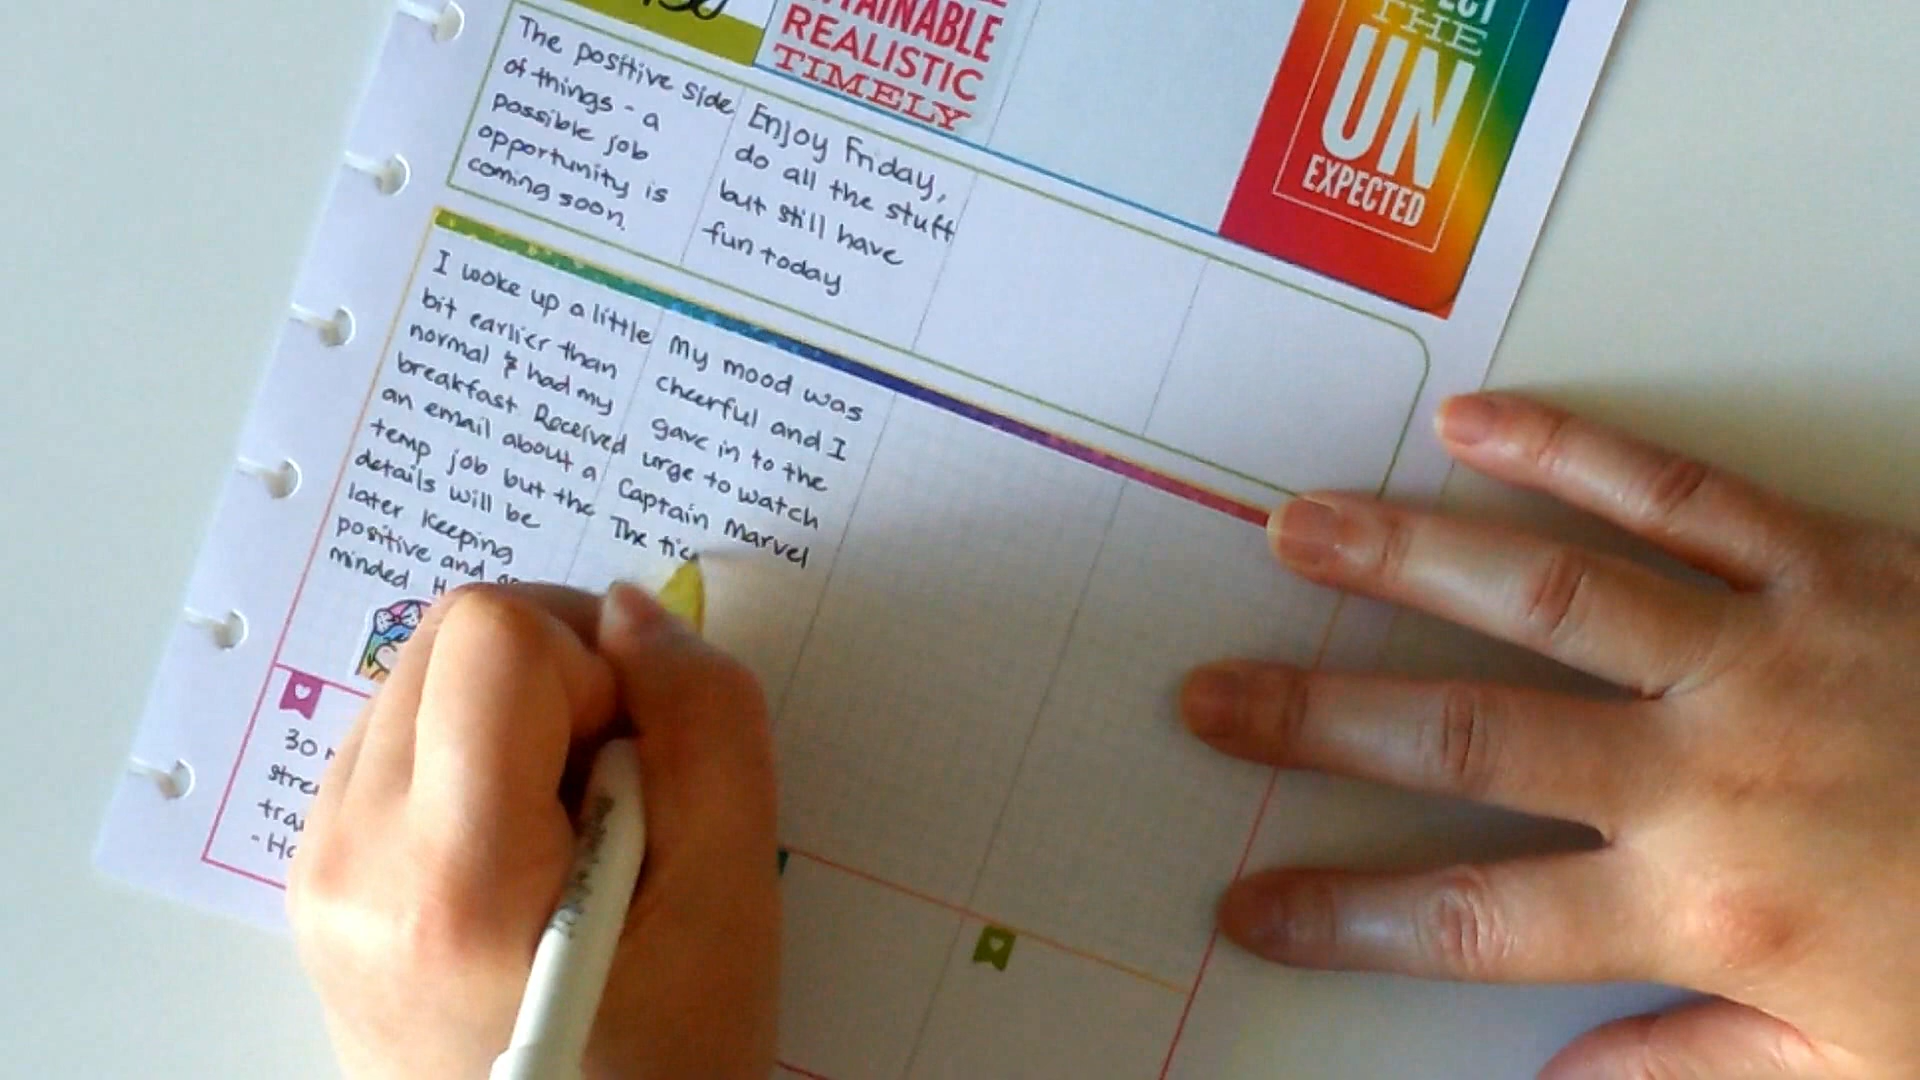 TAINABLE
REALISTIC
TIMELY
THE
UN
EXPECTED
The positive side
of things - a
possible job
opportunity is
coming soon.
Enjoy Friday,
do all the stuff
but still have
fun today
I woke up a little
bit earlier than
normal & had my
breakfast. Received
an email about a
temp job but the
details will be
later keeping
positive and
minded
My mood was
cheerful and I
gave in to the
urge to watch
Captain Marvel
The
30
- Ho